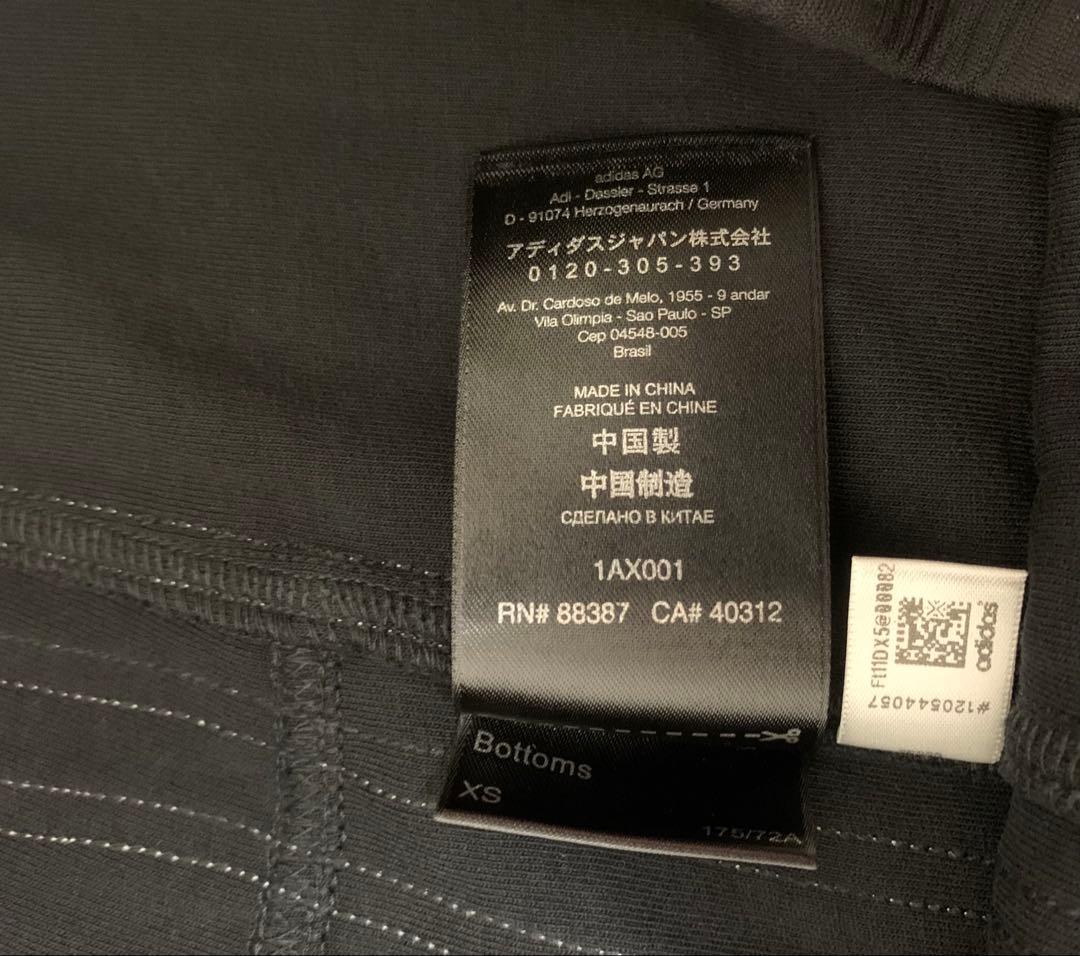 adidas AG
Adi - Dassler - Strasse 1
D - 91074 Herzogenaurach / Germany
アディダスジャパン株式会社
0120-305-393
Av. Dr. Cardoso de Melo, 1955 - 9 andar
Vila Olimpia - Sao Paulo - SP
Cep 04548-005
Brasil
MADE IN CHINA
FABRIQUÉ EN CHINE
中国製
中国制造
СДЕЛАНО В КИТАЕ
1AX001
RN# 88387 CA# 40312
Bottoms
XS
175/72A
adidas
#120544057